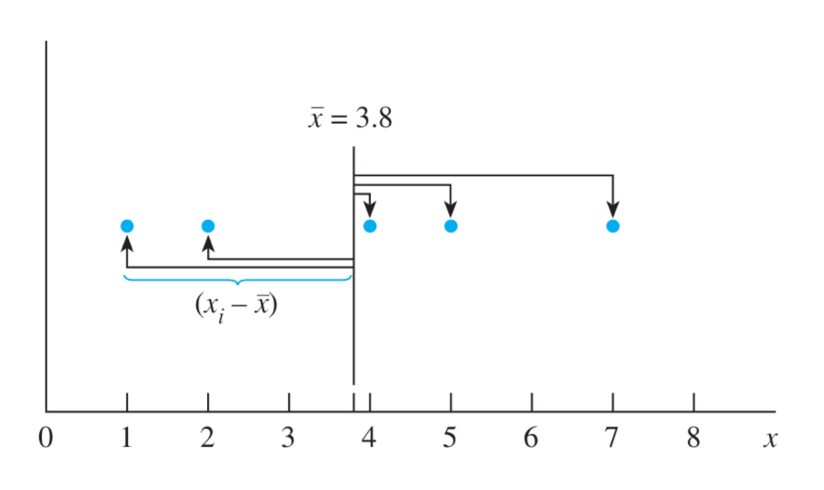 x̄ = 3.8
(xᵢ – x̄)
0 1 2 3 4 5 6 7 8 x